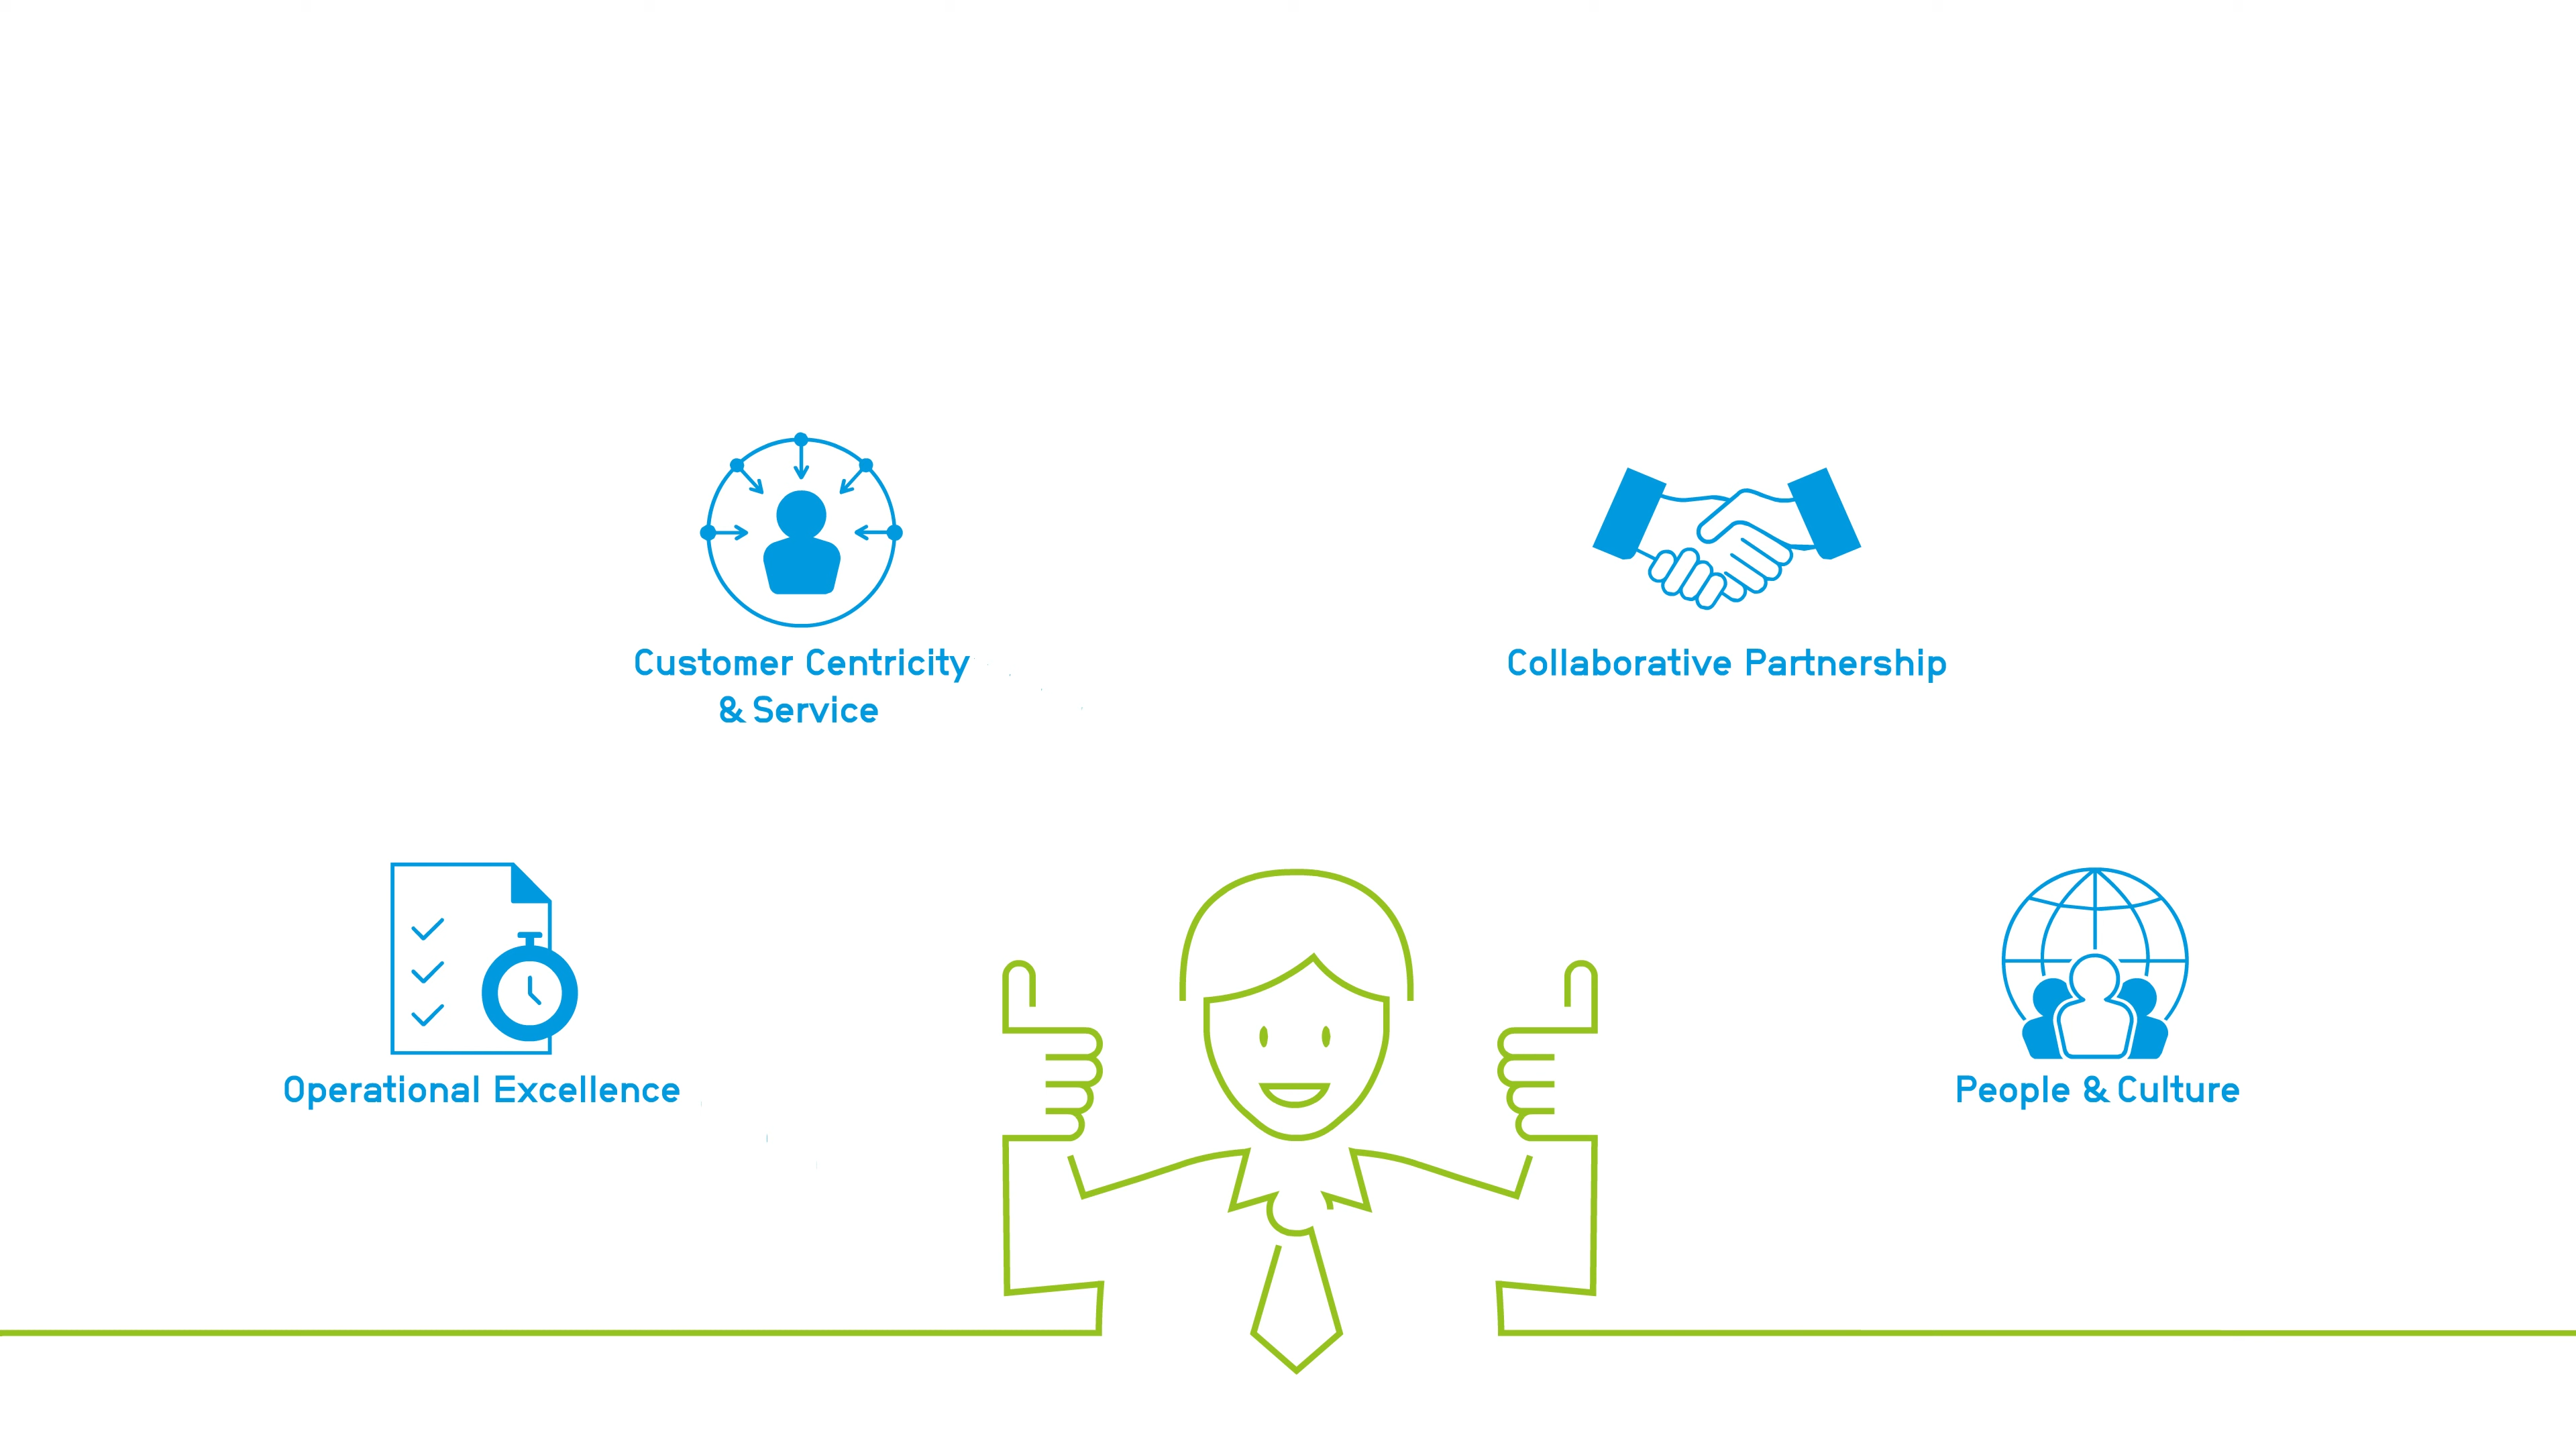 Customer Centricity
& Service
Collaborative Partnership
Operational Excellence
People & Culture